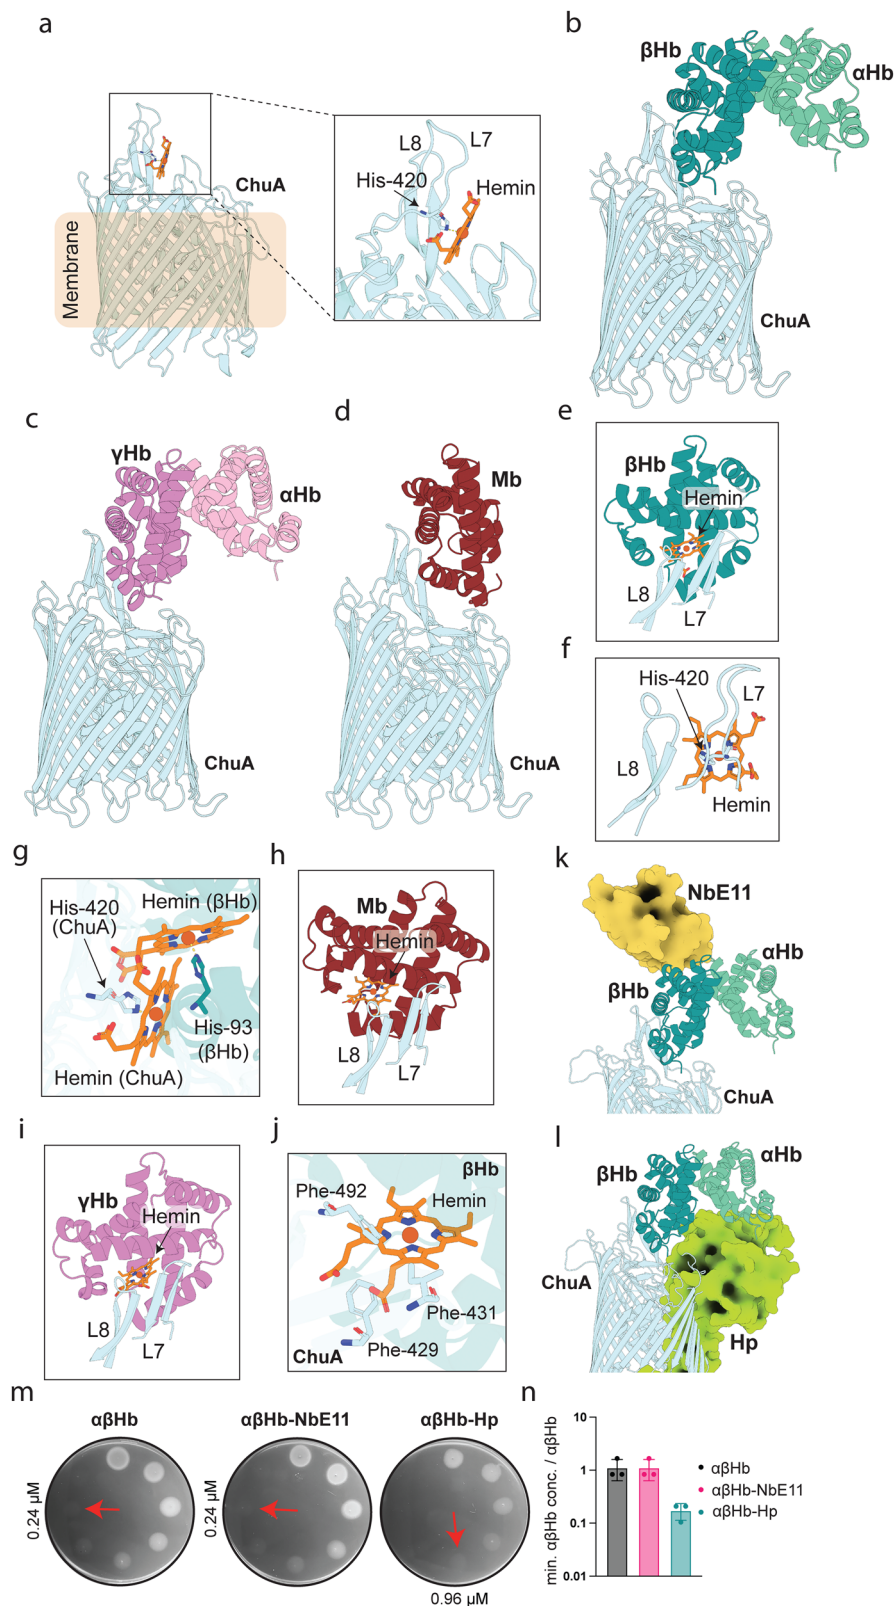 a
ChuA
Membrane
L8
L7
His-420
Hemin
b
βHb
αHb
ChuA
c
γHb
αHb
ChuA
d
Mb
ChuA
e
βHb
Hemin
L8
L7
f
His-420
L7
L8
Hemin
g
Hemin (βHb)
His-420
(ChuA)
His-93
(βHb)
Hemin (ChuA)
h
Mb
Hemin
L8
L7
k
NbE11
αHb
βHb
ChuA
i
γHb
Hemin
L8
L7
j
βHb
Phe-492
Hemin
Phe-431
ChuA
Phe-429
l
αHb
βHb
ChuA
Hp
m
αβHb
αβHb-NbE11
αβHb-Hp
0.24 µM
0.24 µM
0.96 µM
n
min. αβHb conc. / αβHb
10
1
0.1
0.01
αβHb
αβHb-NbE11
αβHb-Hp